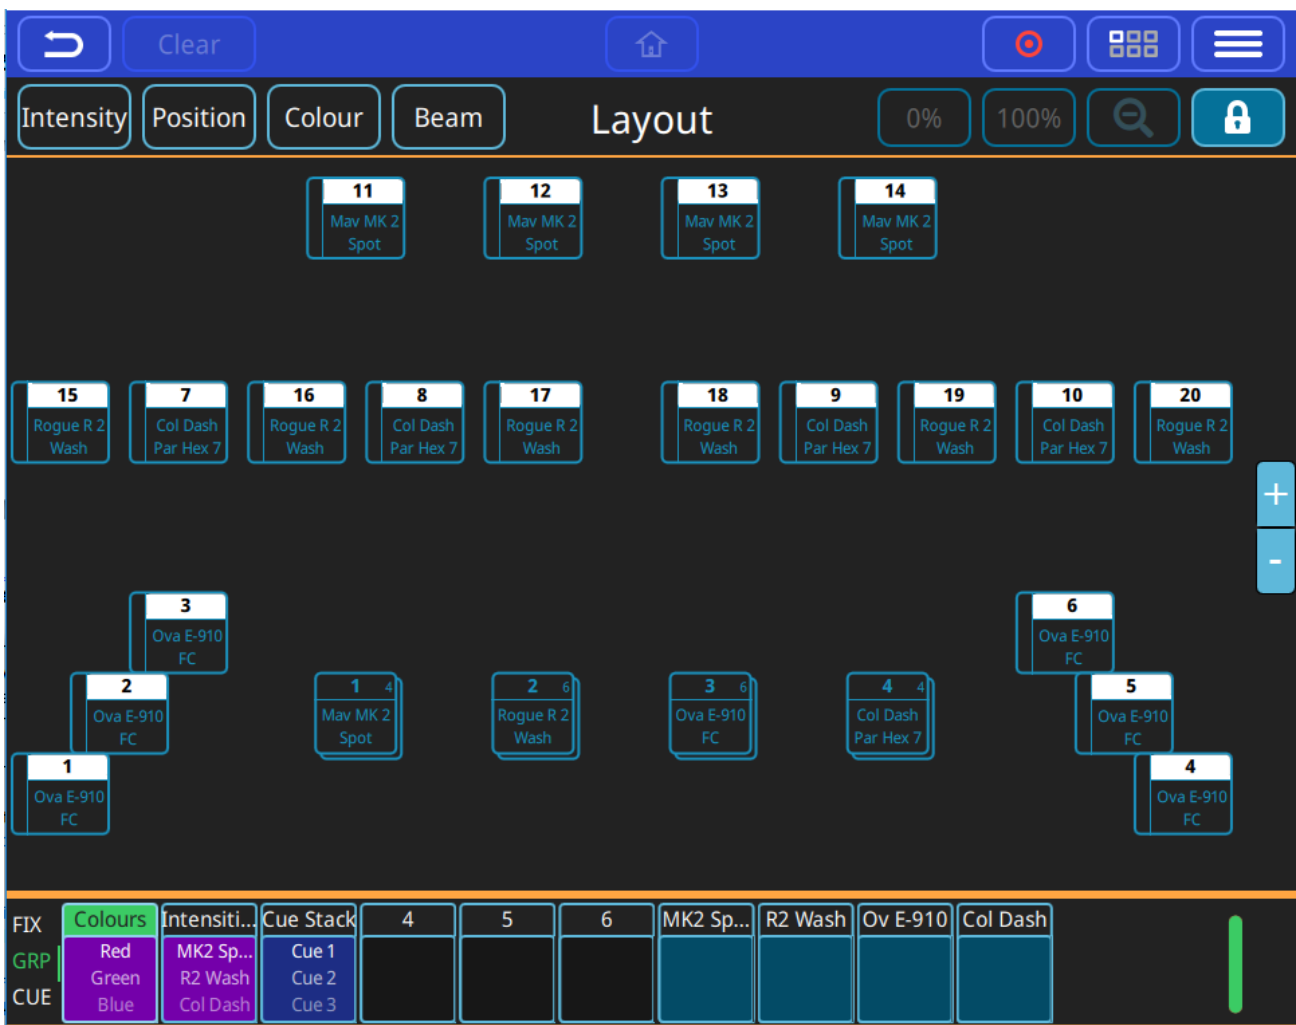 Clear
Intensity Position Colour Beam Layout 0% 100%
11 12 13 14
Mav MK 2 Mav MK 2 Mav MK 2 Mav MK 2
Spot Spot Spot Spot
15 7 16 8 17 18 9 19 10 20
Rogue R 2 Col Dash Rogue R 2 Col Dash Rogue R 2 Rogue R 2 Col Dash Rogue R 2 Col Dash Rogue R 2
Wash Par Hex 7 Wash Par Hex 7 Wash Wash Par Hex 7 Wash Par Hex 7 Wash
+
-
3 6
Ova E-910 Ova E-910
FC FC
2 1 4 2 6 3 6 4 4 5
Ova E-910 Mav MK 2 Rogue R 2 Ova E-910 Col Dash Ova E-910
FC Spot Wash FC Par Hex 7 FC
1 4
Ova E-910 Ova E-910
FC FC
FIX Colours Intensiti... Cue Stack 4 5 6 MK2 Sp... R2 Wash Ov E-910 Col Dash
GRP Red MK2 Sp... Cue 1
Green R2 Wash Cue 2
CUE Blue Col Dash Cue 3